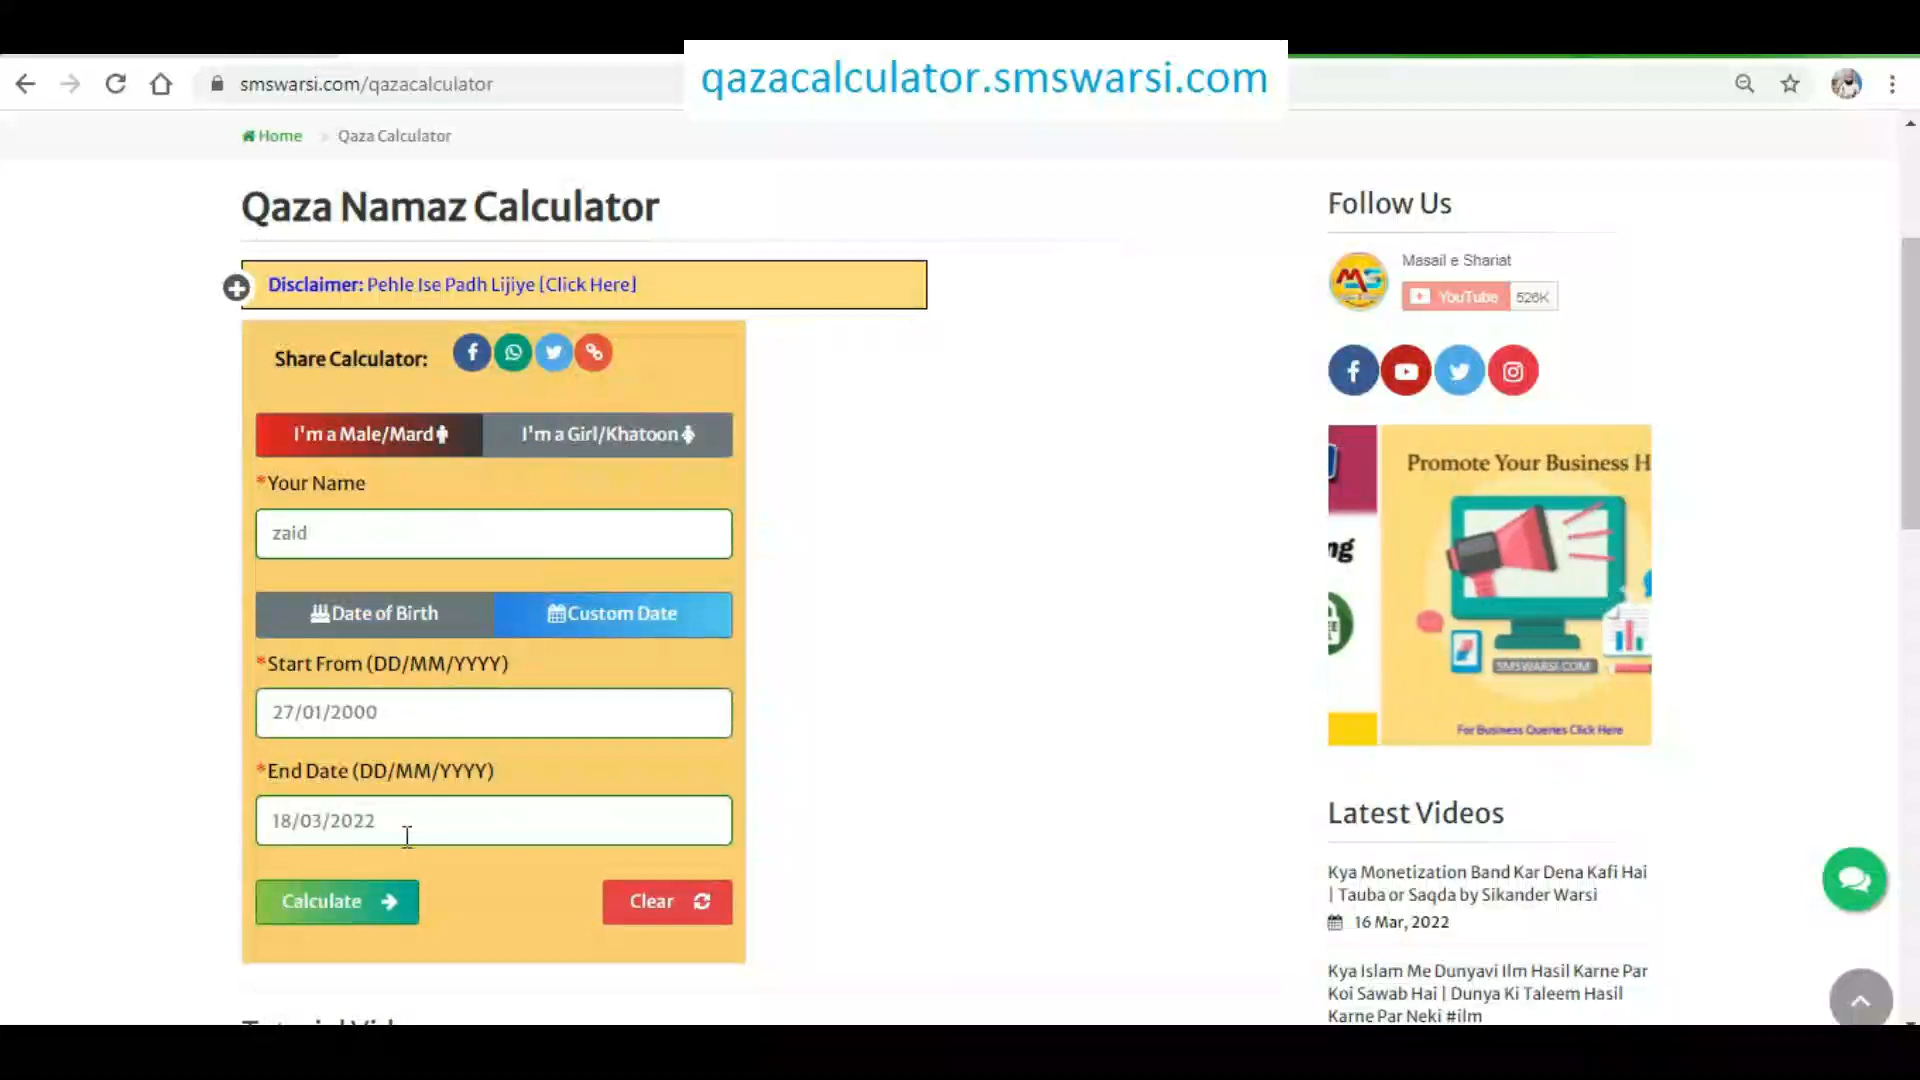 qazacalculator.smswarsi.com
smswarsi.com/qazacalculator
Home
Qaza Calculator
Qaza Namaz Calculator
Disclaimer: Pehle Ise Padh Lijiye [Click Here]
Share Calculator:
I'm a Male/Mard
I'm a Girl/Khatoon
*Your Name
zaid
Date of Birth
Custom Date
*Start From (DD/MM/YYYY)
27/01/2000
*End Date (DD/MM/YYYY)
18/03/2022
Calculate
Clear
Follow Us
Masail e Shariat
YouTube
526K
Promote Your Business H
ng
SMSWARSI.COM
For Business Queries Click Here
Latest Videos
Kya Monetization Band Kar Dena Kafi Hai
| Tauba or Saqda by Sikander Warsi
16 Mar, 2022
Kya Islam Me Dunyavi Ilm Hasil Karne Par
Koi Sawab Hai | Dunya Ki Taleem Hasil
Karne Par Neki #ilm